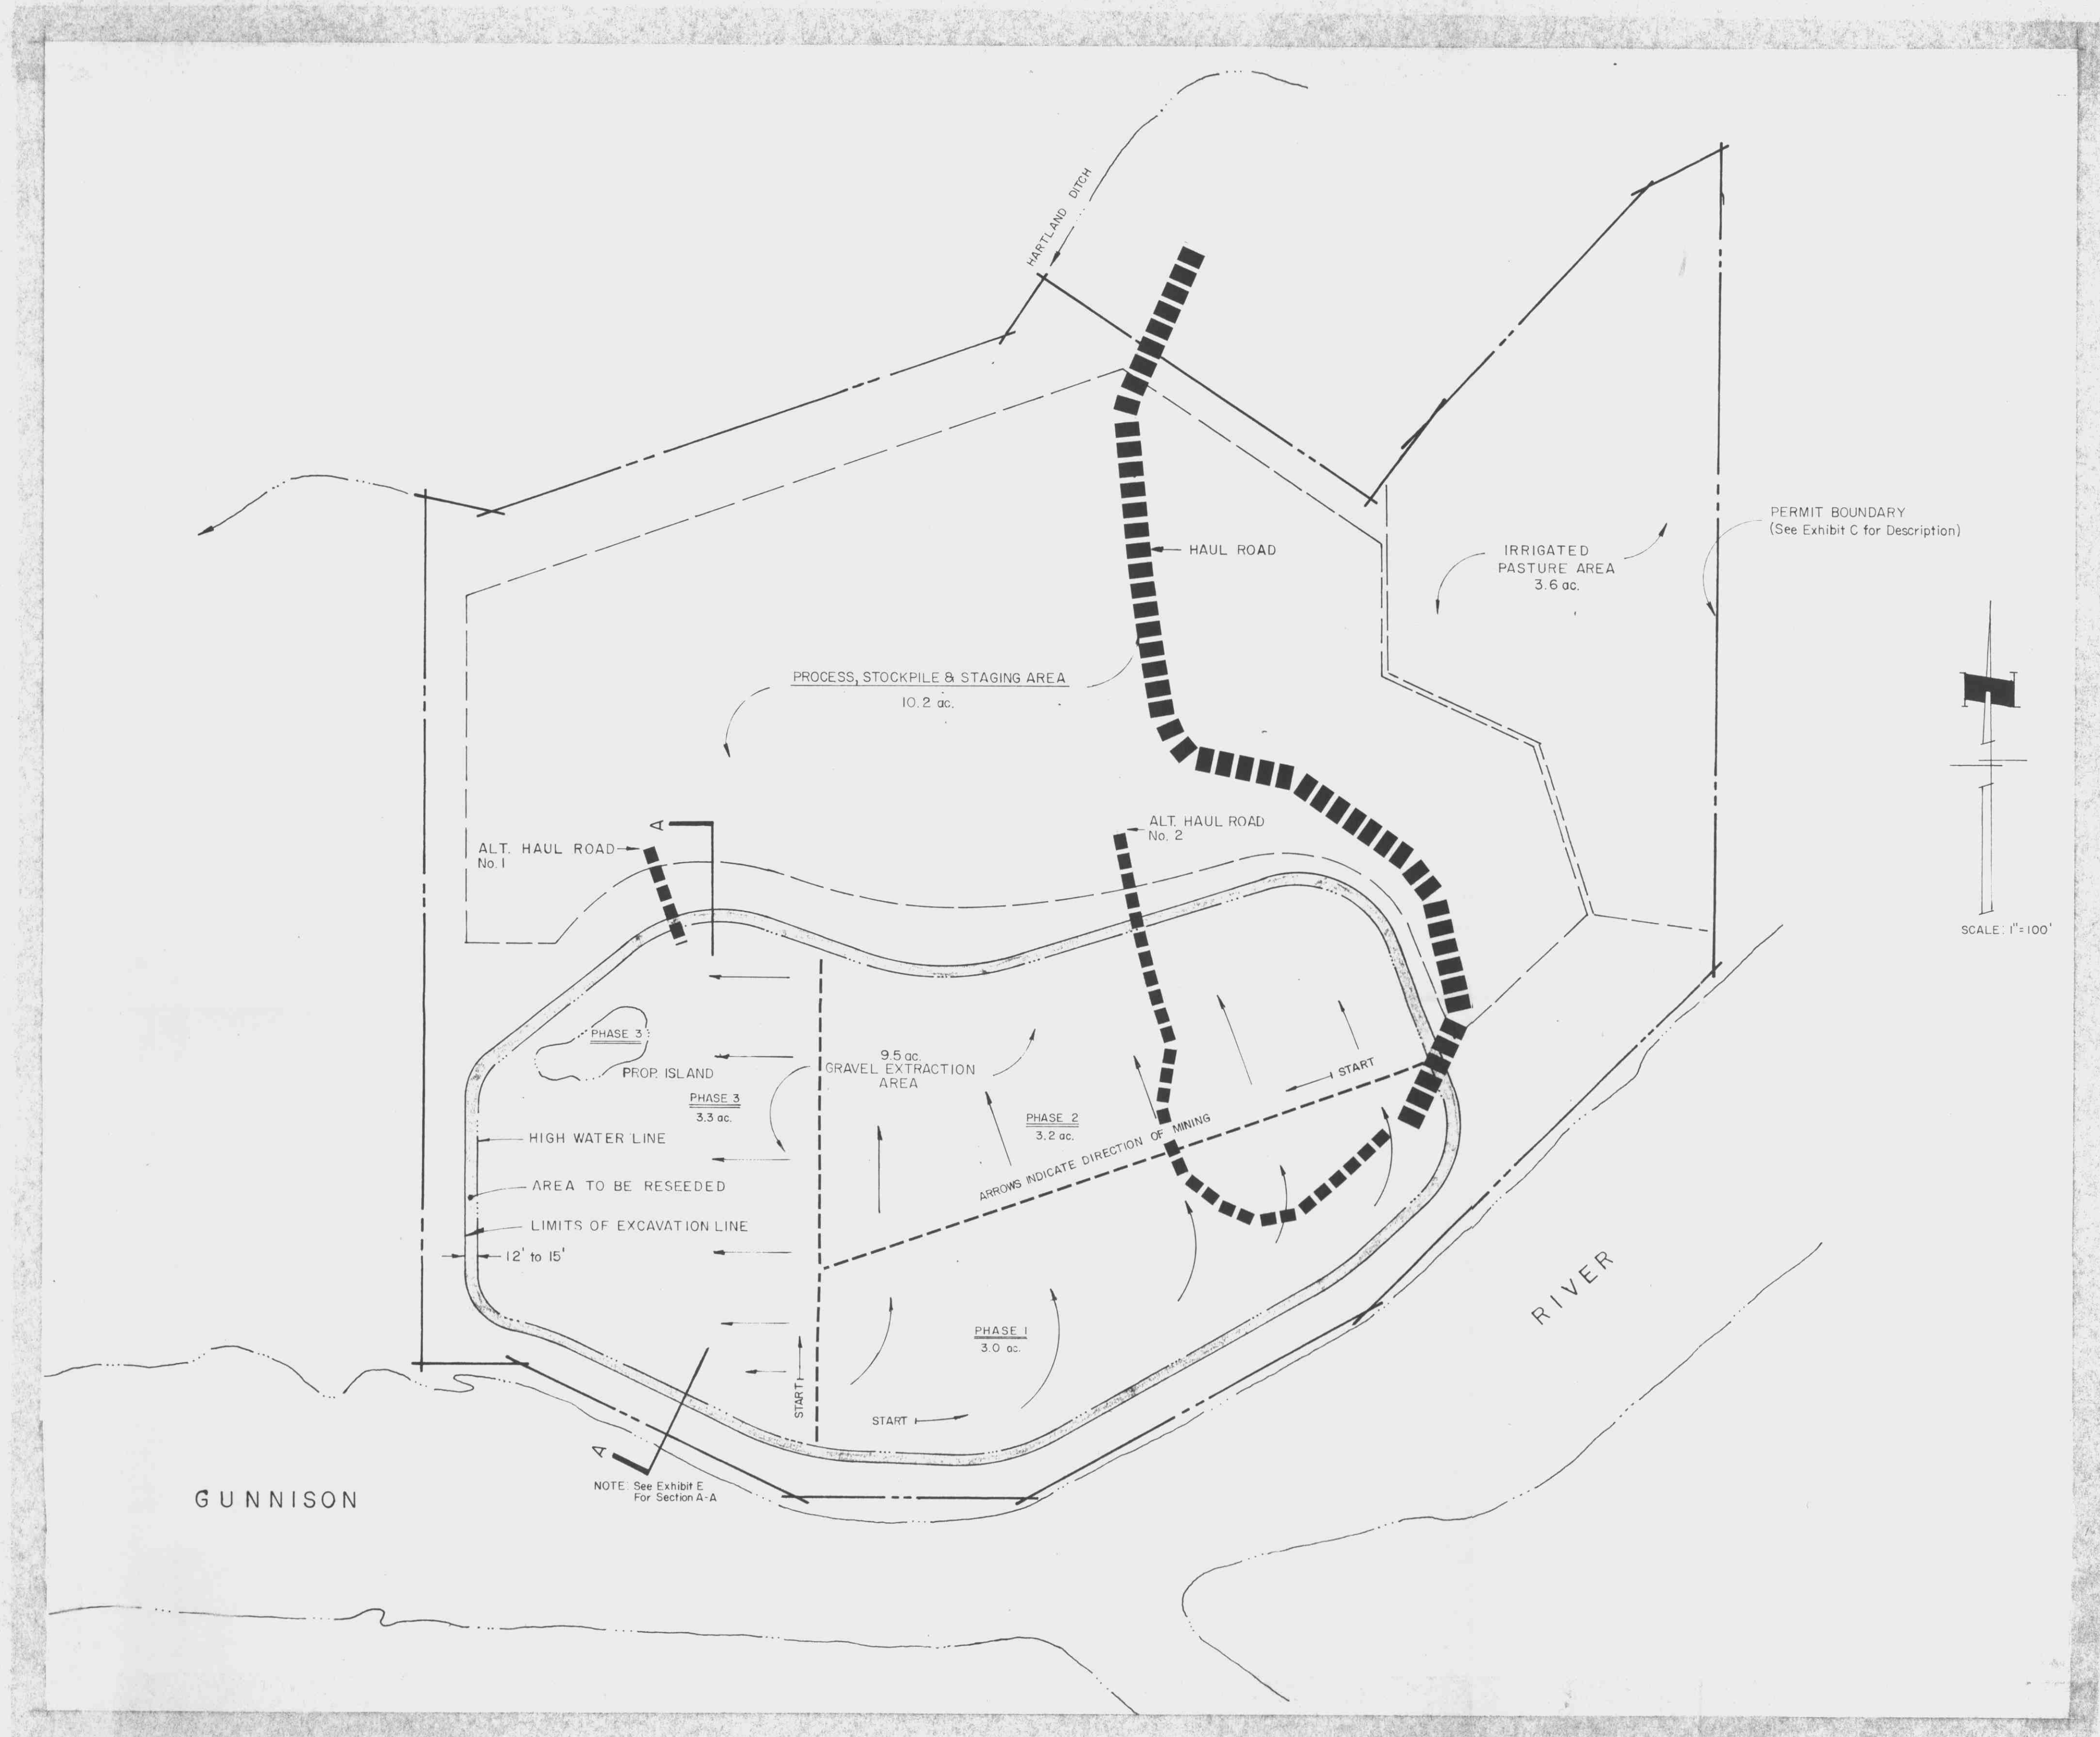 HARTLAND DITCH
PERMIT BOUNDARY
(See Exhibit C for Description)
HAUL ROAD
IRRIGATED
PASTURE AREA
3.6 ac.
PROCESS, STOCKPILE & STAGING AREA
10.2 ac.
A
ALT. HAUL ROAD
No. 1
ALT. HAUL ROAD
No. 2
SCALE: 1"=100'
PHASE 3
PROP. ISLAND
9.5 ac.
GRAVEL EXTRACTION
AREA
START
PHASE 3
3.3 ac.
PHASE 2
3.2 ac.
ARROWS INDICATE DIRECTION OF MINING
HIGH WATER LINE
AREA TO BE RESEEDED
LIMITS OF EXCAVATION LINE
12' to 15'
PHASE 1
3.0 ac.
START
START
RIVER
A
NOTE: See Exhibit E
For Section A-A
GUNNISON